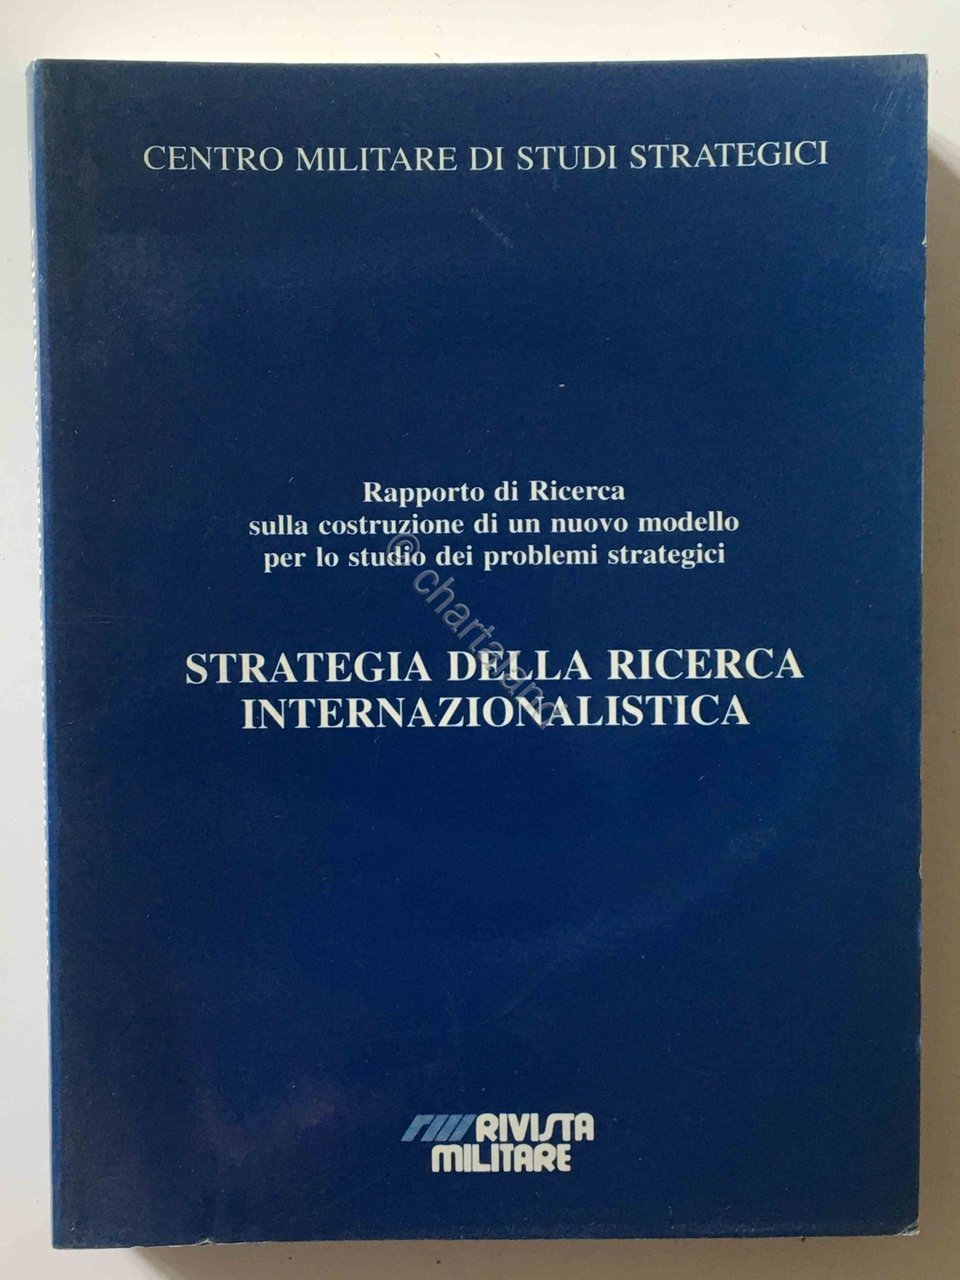 CENTRO MILITARE DI STUDI STRATEGICI
Rapporto di Ricerca
sulla costruzione di un nuovo modello
per lo studio dei problemi strategici
STRATEGIA DELLA RICERCA
INTERNAZIONALISTICA
RIVISTA
MILITARE